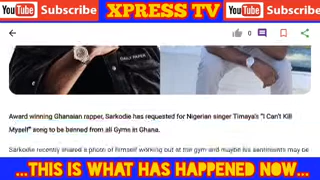 YouTube Subscribe XPRESS TV YouTube Subscribe
0
DAILY PAPER
Award winning Ghanaian rapper, Sarkodie has requested for Nigerian singer Timaya's "I Can't Kill
Myself" song to be banned from all Gyms in Ghana.
Sarkodie recently shared a photo of himself working out at the gym and maybe his sentiments may be
...THIS IS WHAT HAS HAPPENED NOW...